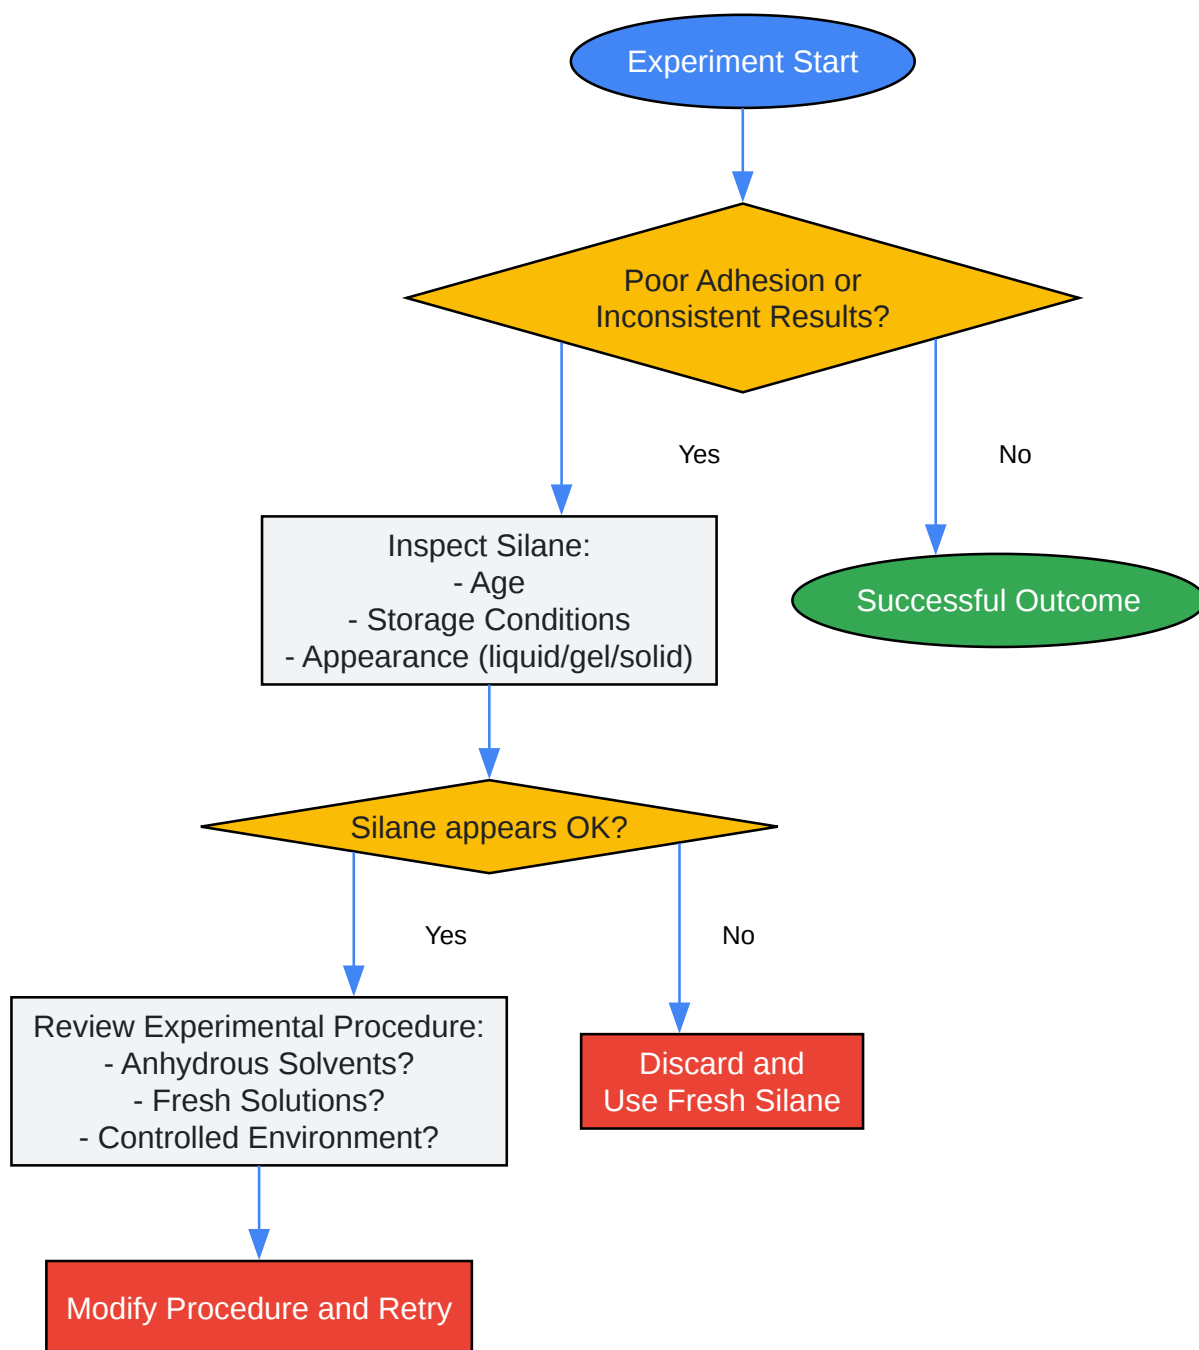 Experiment Start
Poor Adhesion or
Inconsistent Results?
Yes
No
Inspect Silane:
- Age
- Storage Conditions
- Appearance (liquid/gel/solid)
Successful Outcome
Silane appears OK?
Yes
No
Review Experimental Procedure:
- Anhydrous Solvents?
- Fresh Solutions?
- Controlled Environment?
Discard and
Use Fresh Silane
Modify Procedure and Retry